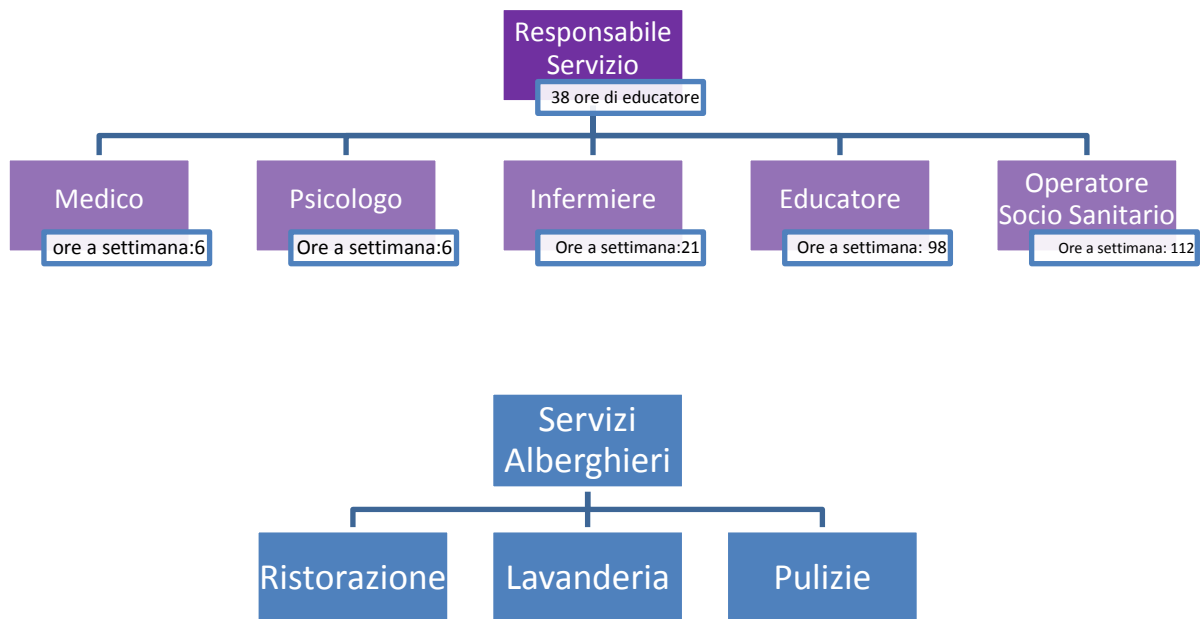 Responsabile
Servizio
38 ore di educatore
Medico
ore a settimana:6
Psicologo
Ore a settimana:6
Infermiere
Ore a settimana:21
Educatore
Ore a settimana: 98
Operatore
Socio Sanitario
Ore a settimana: 112
Servizi
Alberghieri
Ristorazione
Lavanderia
Pulizie